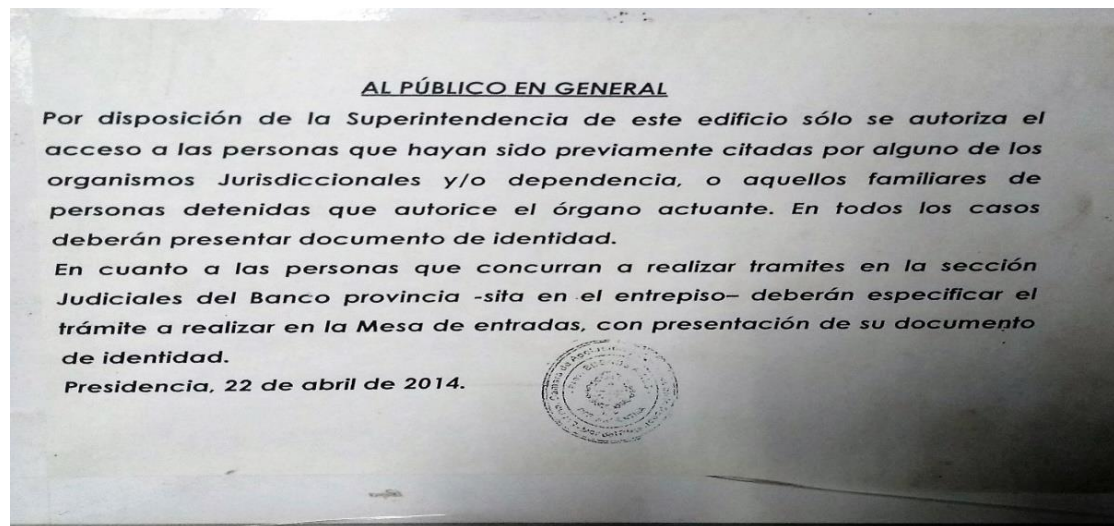 AL PÚBLICO EN GENERAL
Por disposición de la Superintendencia de este edificio sólo se autoriza el
acceso a las personas que hayan sido previamente citadas por alguno de los
organismos Jurisdiccionales y/o dependencia, o aquellos familiares de
personas detenidas que autorice el órgano actuante. En todos los casos
deberán presentar documento de identidad.
En cuanto a las personas que concurran a realizar tramites en la sección
Judiciales del Banco provincia -sita en el entrepiso– deberán especificar el
trámite a realizar en la Mesa de entradas, con presentación de su documento
de identidad.
Presidencia, 22 de abril de 2014.